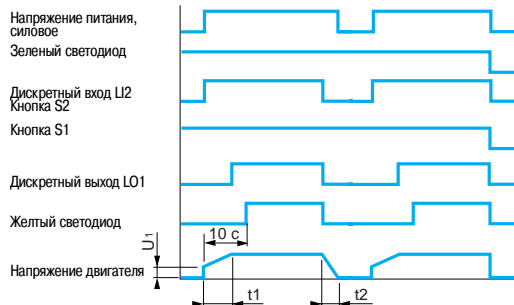 Напряжение питания,
силовое
Зеленый светодиод
Дискретный вход LI2
Кнопка S2
Кнопка S1
Дискретный выход LO1
Желтый светодиод
10 с
U1
Напряжение двигателя
t1
t2